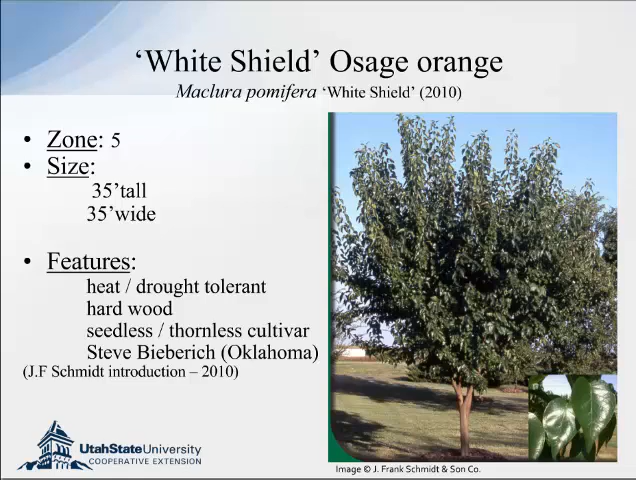 ‘White Shield’ Osage orange
Maclura pomifera ‘White Shield’ (2010)
• Zone: 5
• Size:
35’tall
35’wide
• Features:
heat / drought tolerant
hard wood
seedless / thornless cultivar
Steve Bieberich (Oklahoma)
(J.F Schmidt introduction – 2010)
UtahStateUniversity
COOPERATIVE EXTENSION
Image © J. Frank Schmidt & Son Co.